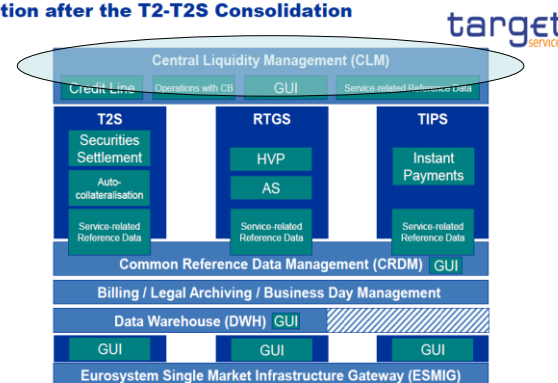 tion after the T2-T2S Consolidation
target
service
Central Liquidity Management (CLM)
Credit Line
Operations with CB
GUI
Service-related Reference Data
T2S
RTGS
TIPS
Securities
Settlement
Auto-
collateralisation
Service-related
Reference Data
HVP
AS
Service-related
Reference Data
Instant
Payments
Service-related
Reference Data
Common Reference Data Management (CRDM) GUI
Billing / Legal Archiving / Business Day Management
Data Warehouse (DWH) GUI
GUI
GUI
GUI
Eurosystem Single Market Infrastructure Gateway (ESMIG)